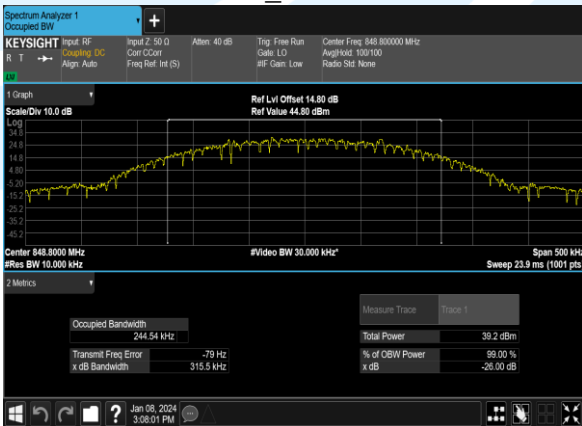 Spectrum Analyzer 1
Occupied BW
+
KEYSIGHT
R T
LW
Input: RF
Coupling: DC
Align: Auto
Input Z: 50 Ω
Corr CCorr
Freq Ref: Int (S)
Atten: 40 dB
Trig: Free Run
Gate: LO
#IF Gain: Low
Center Freq: 848.800000 MHz
Avg|Hold: 100/100
Radio Std: None
1 Graph
Scale/Div 10.0 dB
Ref Lvl Offset 14.80 dB
Ref Value 44.80 dBm
Log
34.8
24.8
14.8
4.80
-5.20
-15.2
-25.2
-35.2
-45.2
Center 848.8000 MHz
#Res BW 10.000 kHz
#Video BW 30.000 kHz*
Span 500 kHz
Sweep 23.9 ms (1001 pts)
2 Metrics
Measure Trace
Trace 1
Occupied Bandwidth
244.54 kHz
Total Power
39.2 dBm
Transmit Freq Error
-79 Hz
% of OBW Power
99.00 %
x dB Bandwidth
315.5 kHz
x dB
-26.00 dB
?
Jan 08, 2024
3:08:01 PM